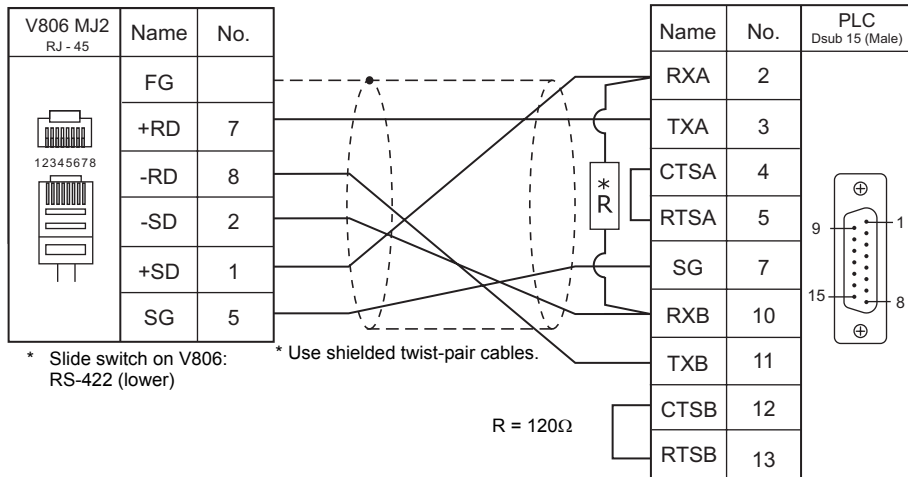 V806 MJ2
RJ - 45
Name
No.
FG
+RD
7
-RD
8
-SD
2
+SD
1
SG
5
12345678
* Slide switch on V806:
RS-422 (lower)
* Use shielded twist-pair cables.
* R
R = 120Ω
Name
No.
PLC
Dsub 15 (Male)
RXA
2
TXA
3
CTSA
4
RTSA
5
SG
7
RXB
10
TXB
11
CTSB
12
RTSB
13
9
1
15
8